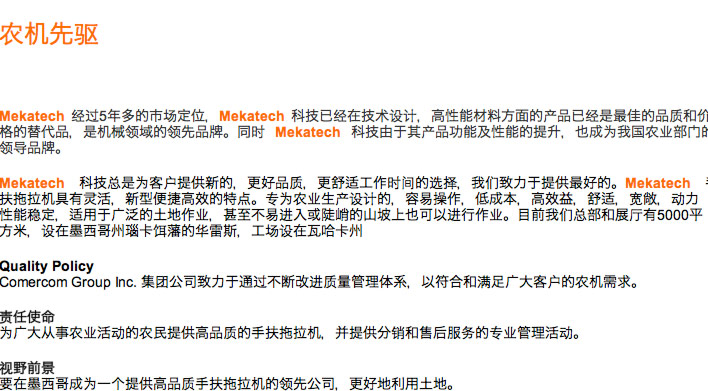 农机先驱
Mekatech 经过5年多的市场定位，Mekatech 科技已经在技术设计，高性能材料方面的产品已经是最佳的品质和价
格的替代品，是机械领域的领先品牌。同时 Mekatech 科技由于其产品功能及性能的提升，也成为我国农业部门的
领导品牌。
Mekatech 科技总是为客户提供新的，更好品质，更舒适工作时间的选择，我们致力于提供最好的。Mekatech
扶拖拉机具有灵活，新型便捷高效的特点。专为农业生产设计的，容易操作，低成本，高效益，舒适，宽敞，动力
性能稳定，适用于广泛的土地作业，甚至不易进入或陡峭的山坡上也可以进行作业。目前我们总部和展厅有5000平
方米，设在墨西哥州瑙卡饵藩的华雷斯，工场设在瓦哈卡州
Quality Policy
Comercom Group Inc. 集团公司致力于通过不断改进质量管理体系，以符合和满足广大客户的农机需求。
责任使命
为广大从事农业活动的农民提供高品质的手扶拖拉机，并提供分销和售后服务的专业管理活动。
视野前景
要在墨西哥成为一个提供高品质手扶拖拉机的领先公司，更好地利用土地。